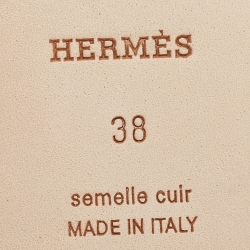 HERMÈS
38
semelle cuir
MADE IN ITALY